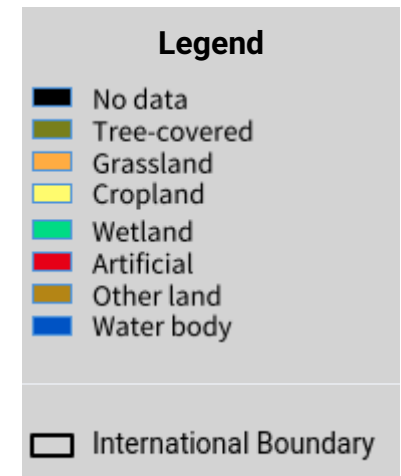 Legend
No data
Tree-covered
Grassland
Cropland
Wetland
Artificial
Other land
Water body
International Boundary